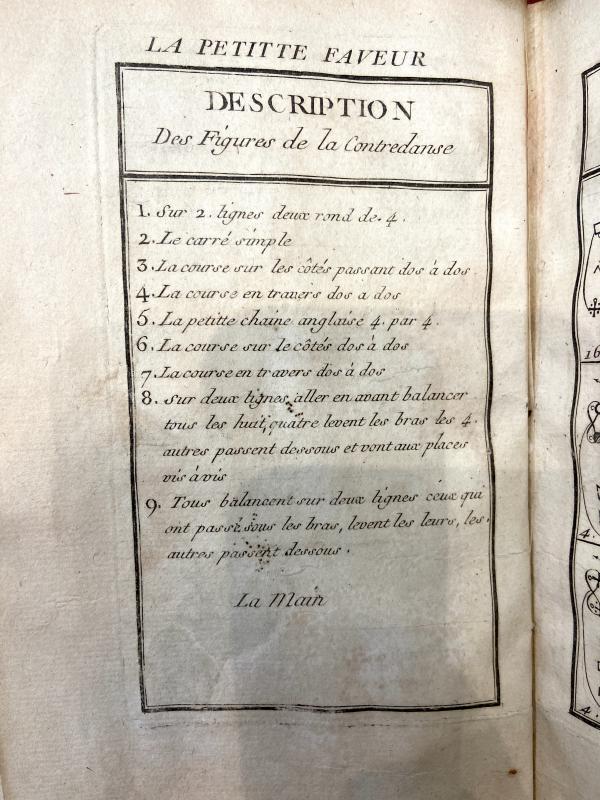 LA PETITTE FAVEUR
DESCRIPTION
Des Figures de la Contredanse
1. Sur 2. lignes deux rond de 4.
2. Le carré simple
3. La course sur les côtés passant dos à dos
4. La course en travers dos a dos
5. La petitte chaine anglaise 4. par 4.
6. La course sur le côtés dos à dos
7. La course en travers dos à dos
8. Sur deux lignes, aller en avant balancer
tous les huit, quatre levent les bras les 4.
autres passent dessous et vont aux places
vis à vis
9. Tous balancent sur deux lignes ceux qui
ont passé sous les bras, levent les leurs, les
autres passent dessous.
La Main
16
4.
4.